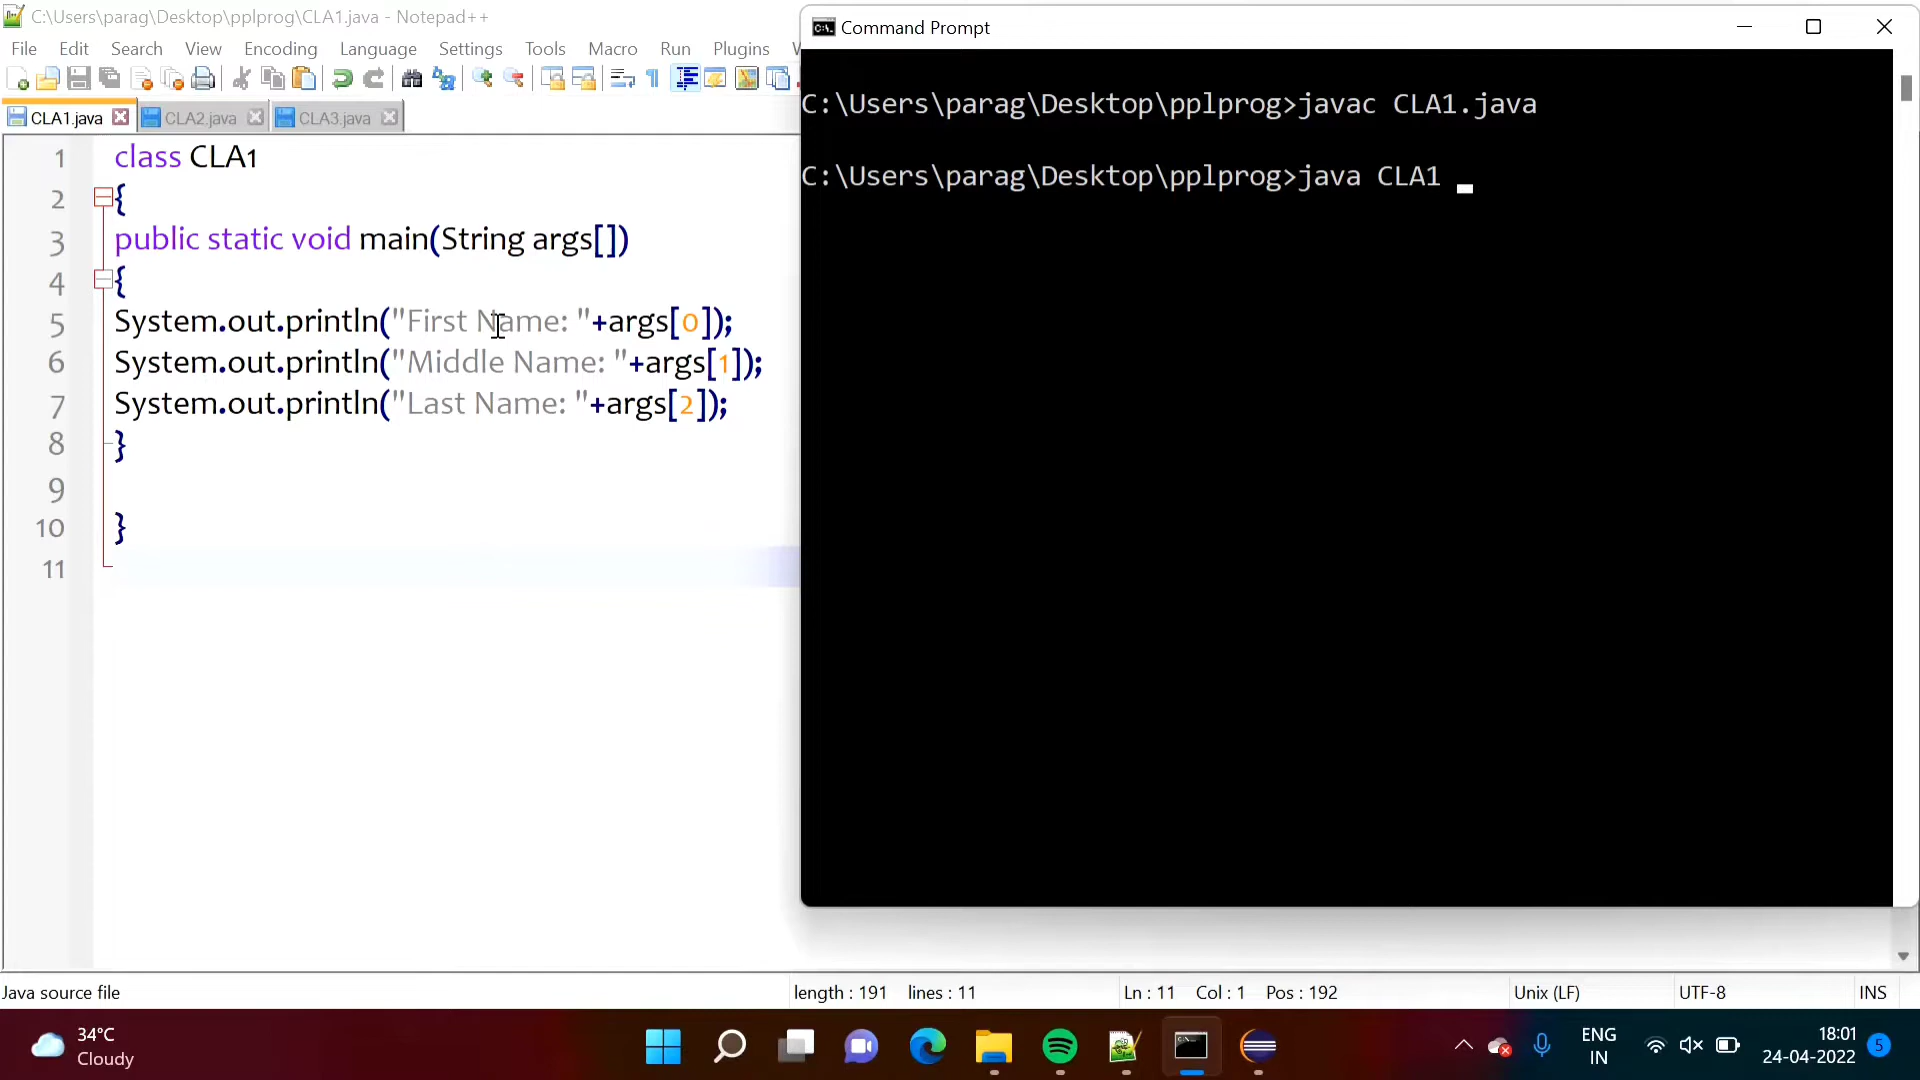 C:\Users\parag\Desktop\pplprog\CLA1.java - Notepad++
File Edit Search View Encoding Language Settings Tools Macro Run Plugins
CLA1.java CLA2.java CLA3.java
1 class CLA1
2 {
3 public static void main(String args[])
4 {
5 System.out.println("First Name: "+args[0]);
6 System.out.println("Middle Name: "+args[1]);
7 System.out.println("Last Name: "+args[2]);
8 }
9
10 }
11
Command Prompt
C:\Users\parag\Desktop\pplprog>javac CLA1.java
C:\Users\parag\Desktop\pplprog>java CLA1
Java source file length : 191 lines : 11 Ln : 11 Col : 1 Pos : 192 Unix (LF) UTF-8 INS
34°C
Cloudy
ENG
IN
18:01
24-04-2022
5